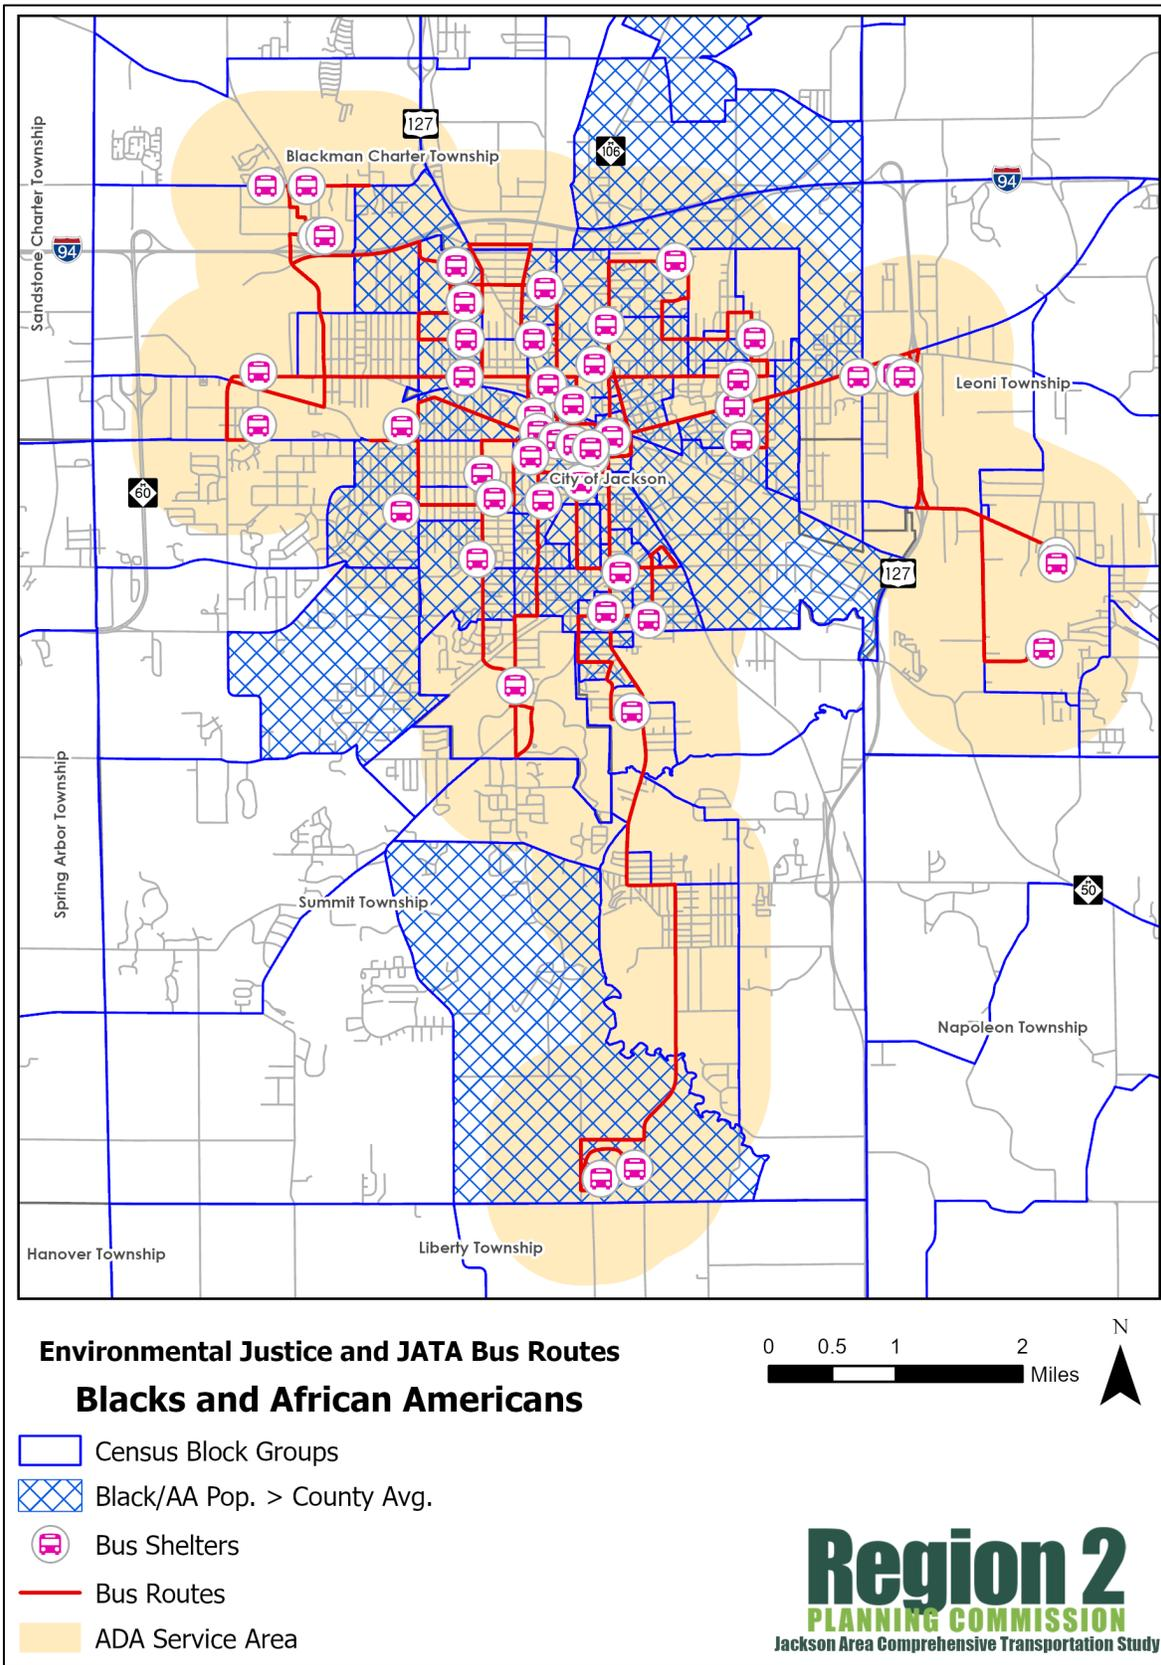 127
Blackman Charter Township
106
94
Sandstone Charter Township
94
Leoni Township
City of Jackson
60
127
Spring Arbor Township
Summit Township
50
Napoleon Township
Hanover Township
Liberty Township
Environmental Justice and JATA Bus Routes
Blacks and African Americans
0 0.5 1 2
Miles
N
Census Block Groups
Black/AA Pop. > County Avg.
Bus Shelters
Bus Routes
ADA Service Area
Region 2
PLANNING COMMISSION
Jackson Area Comprehensive Transportation Study